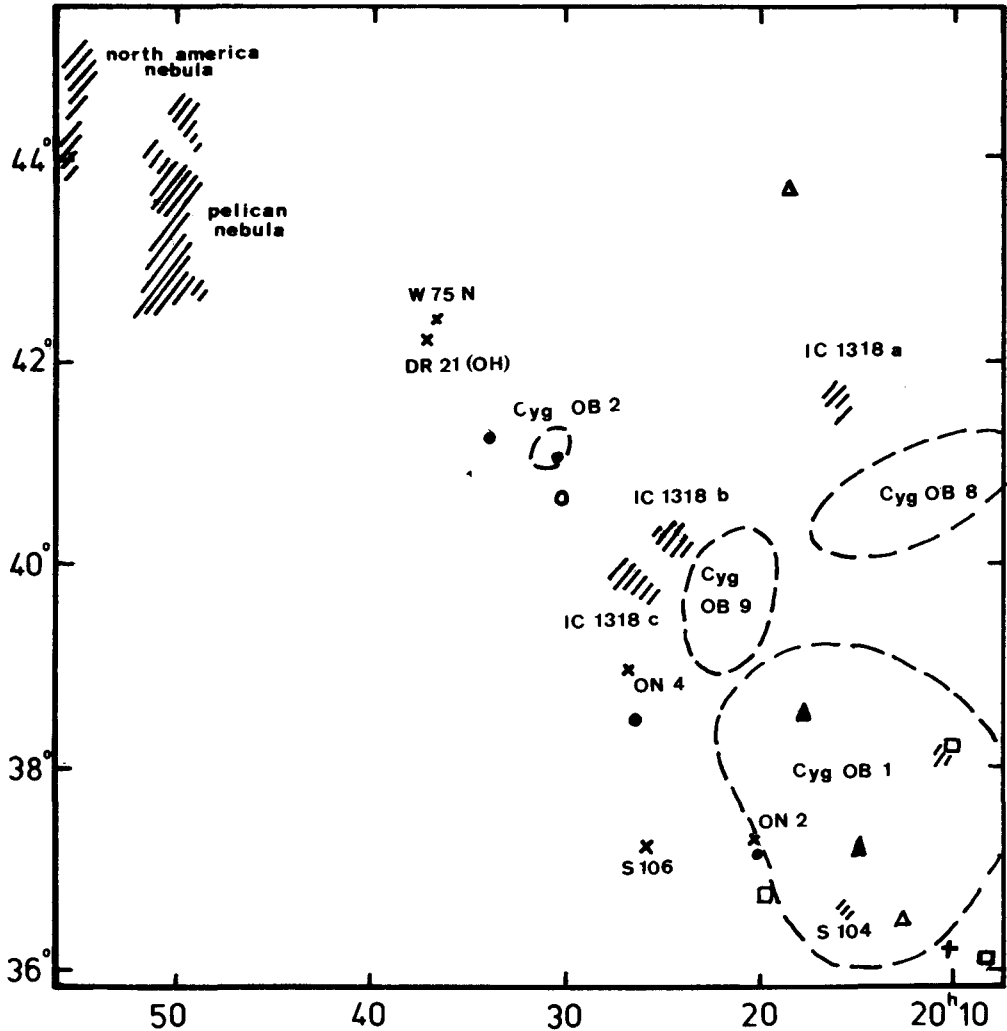 north america
nebula
44°
pelican
nebula
W 75 N
DR 21 (OH)
42°
IC 1318 a
Cyg OB 2
Cyg OB 8
IC 1318 b
40°
Cyg
OB 9
IC 1318 c
ON 4
38°
Cyg OB 1
ON 2
S 106
S 104
36°
50
40
30
20
20h10